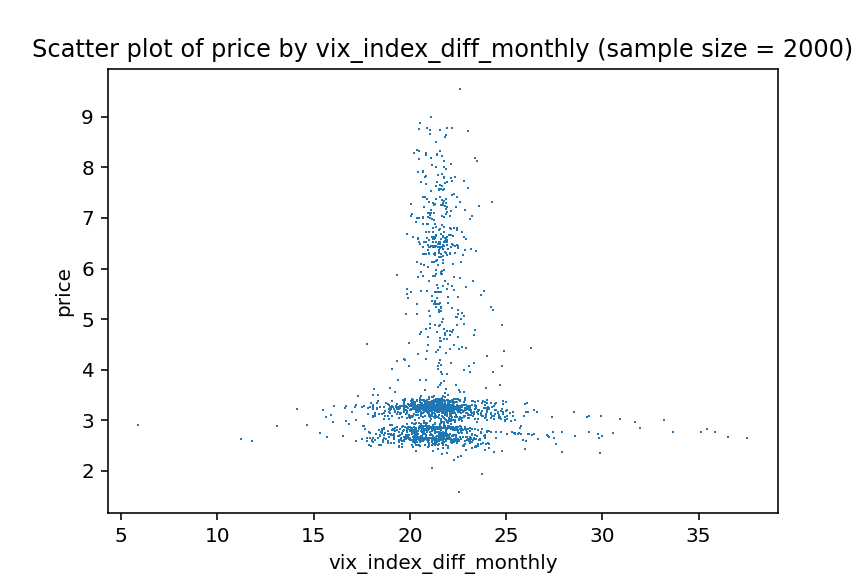 Scatter plot of price by vix_index_diff_monthly (sample size = 2000)
9
8
7
6
5
4
3
2
price
5 10 15 20 25 30 35
vix_index_diff_monthly